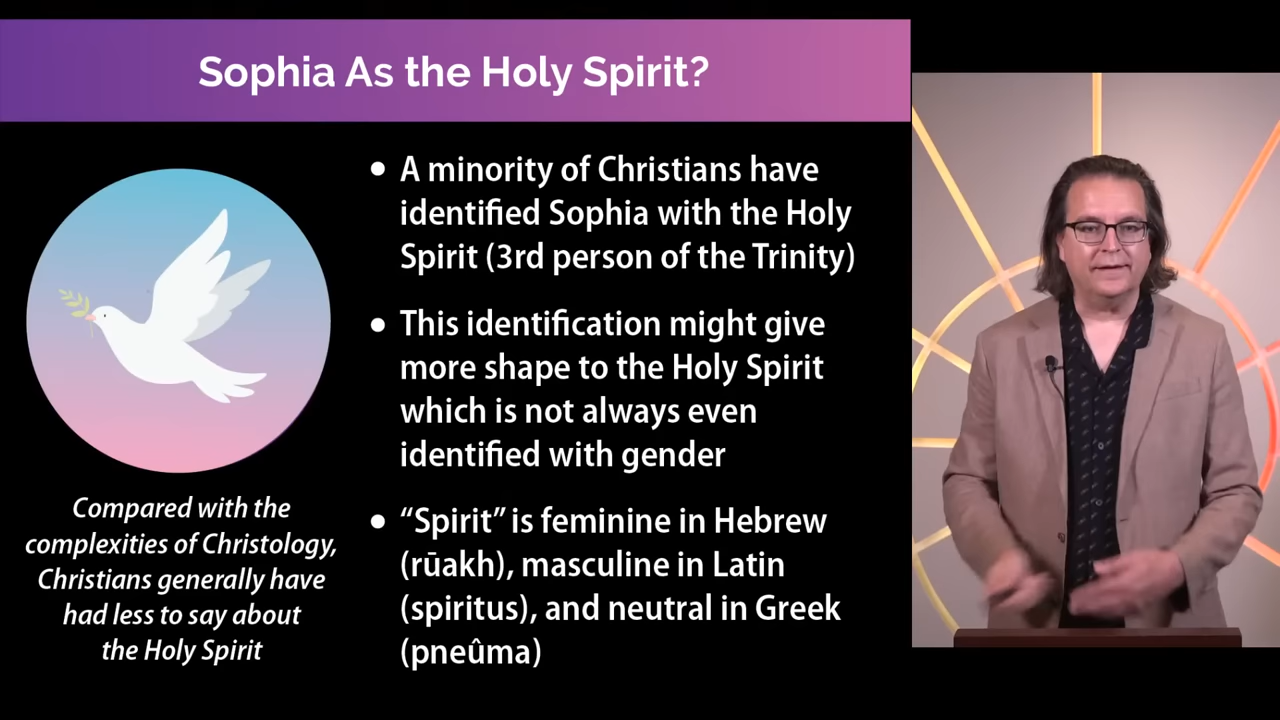 Sophia As the Holy Spirit?
• A minority of Christians have
identified Sophia with the Holy
Spirit (3rd person of the Trinity)
• This identification might give
more shape to the Holy Spirit
which is not always even
identified with gender
• “Spirit” is feminine in Hebrew
(rūakh), masculine in Latin
(spiritus), and neutral in Greek
(pneûma)
Compared with the
complexities of Christology,
Christians generally have
had less to say about
the Holy Spirit